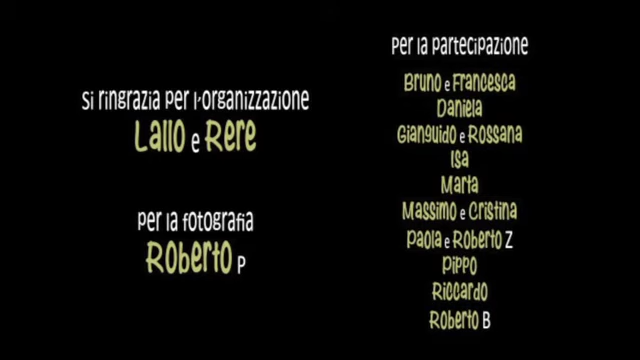 Si ringrazia per l'organizzazione
Lallo e Rere
per la fotografia
Roberto P
Per la partecipazione
Bruno e Francesca
Daniela
Gianguido e Rossana
Isa
Marta
Massimo e Cristina
Paola e Roberto Z
Pippo
Riccardo
Roberto B